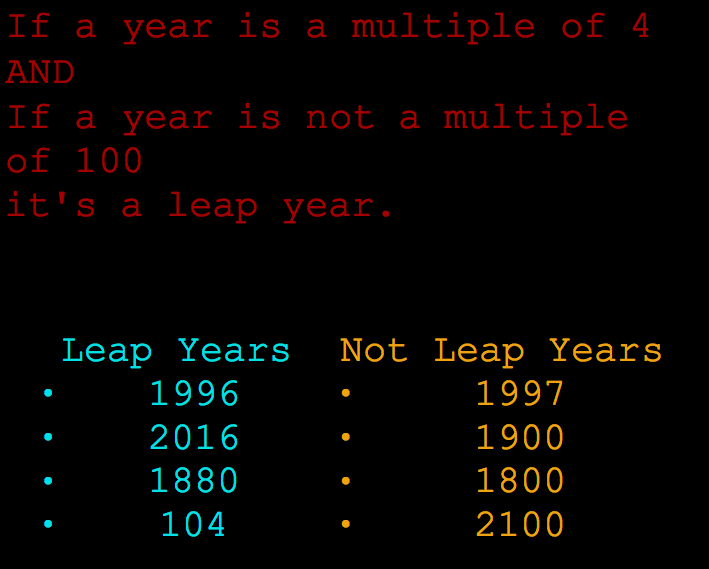 If a year is a multiple of 4
AND
If a year is not a multiple
of 100
it's a leap year.
Leap Years Not Leap Years
• 1996 • 1997
• 2016 • 1900
• 1880 • 1800
• 104 • 2100